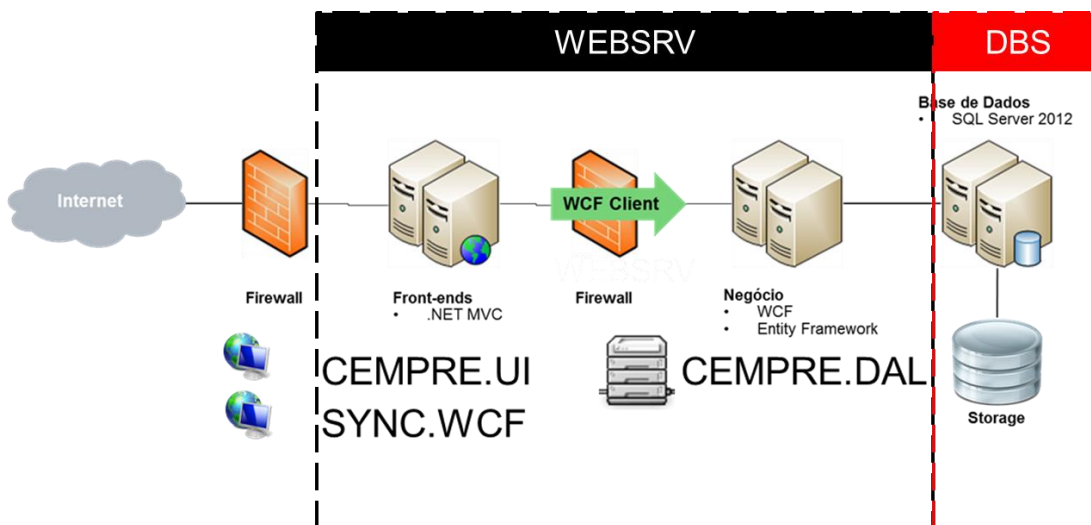 WEBSRV
DBS
Base de Dados
• SQL Server 2012
Internet
WCF Client
WEBSRV
Firewall
Front-ends
• .NET MVC
Firewall
Negócio
• WCF
• Entity Framework
CEMPRE.UI
SYNC.WCF
CEMPRE.DAL
Storage